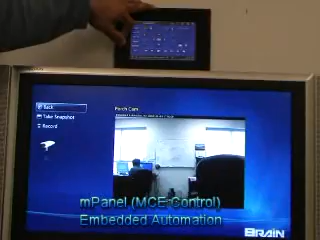 Back
Take Snapshot
Record
Porch Cam
mPanel (MCE Control)
Embedded Automation
BRAIN